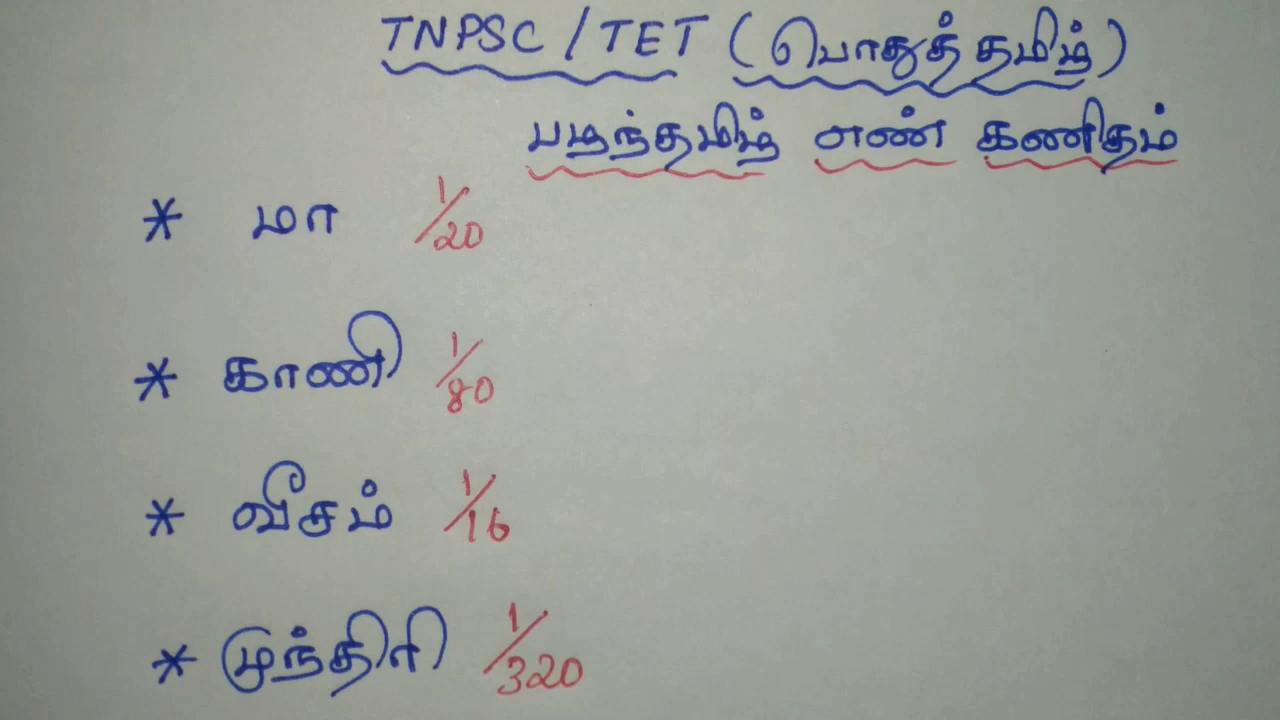 TNPSC / TET (பொதுத் தமிழ்)
பழந்தமிழ் எண் கணிதம்
* மா 1/20
* காணி 1/80
* வீசம் 1/16
* முந்திரி 1/320